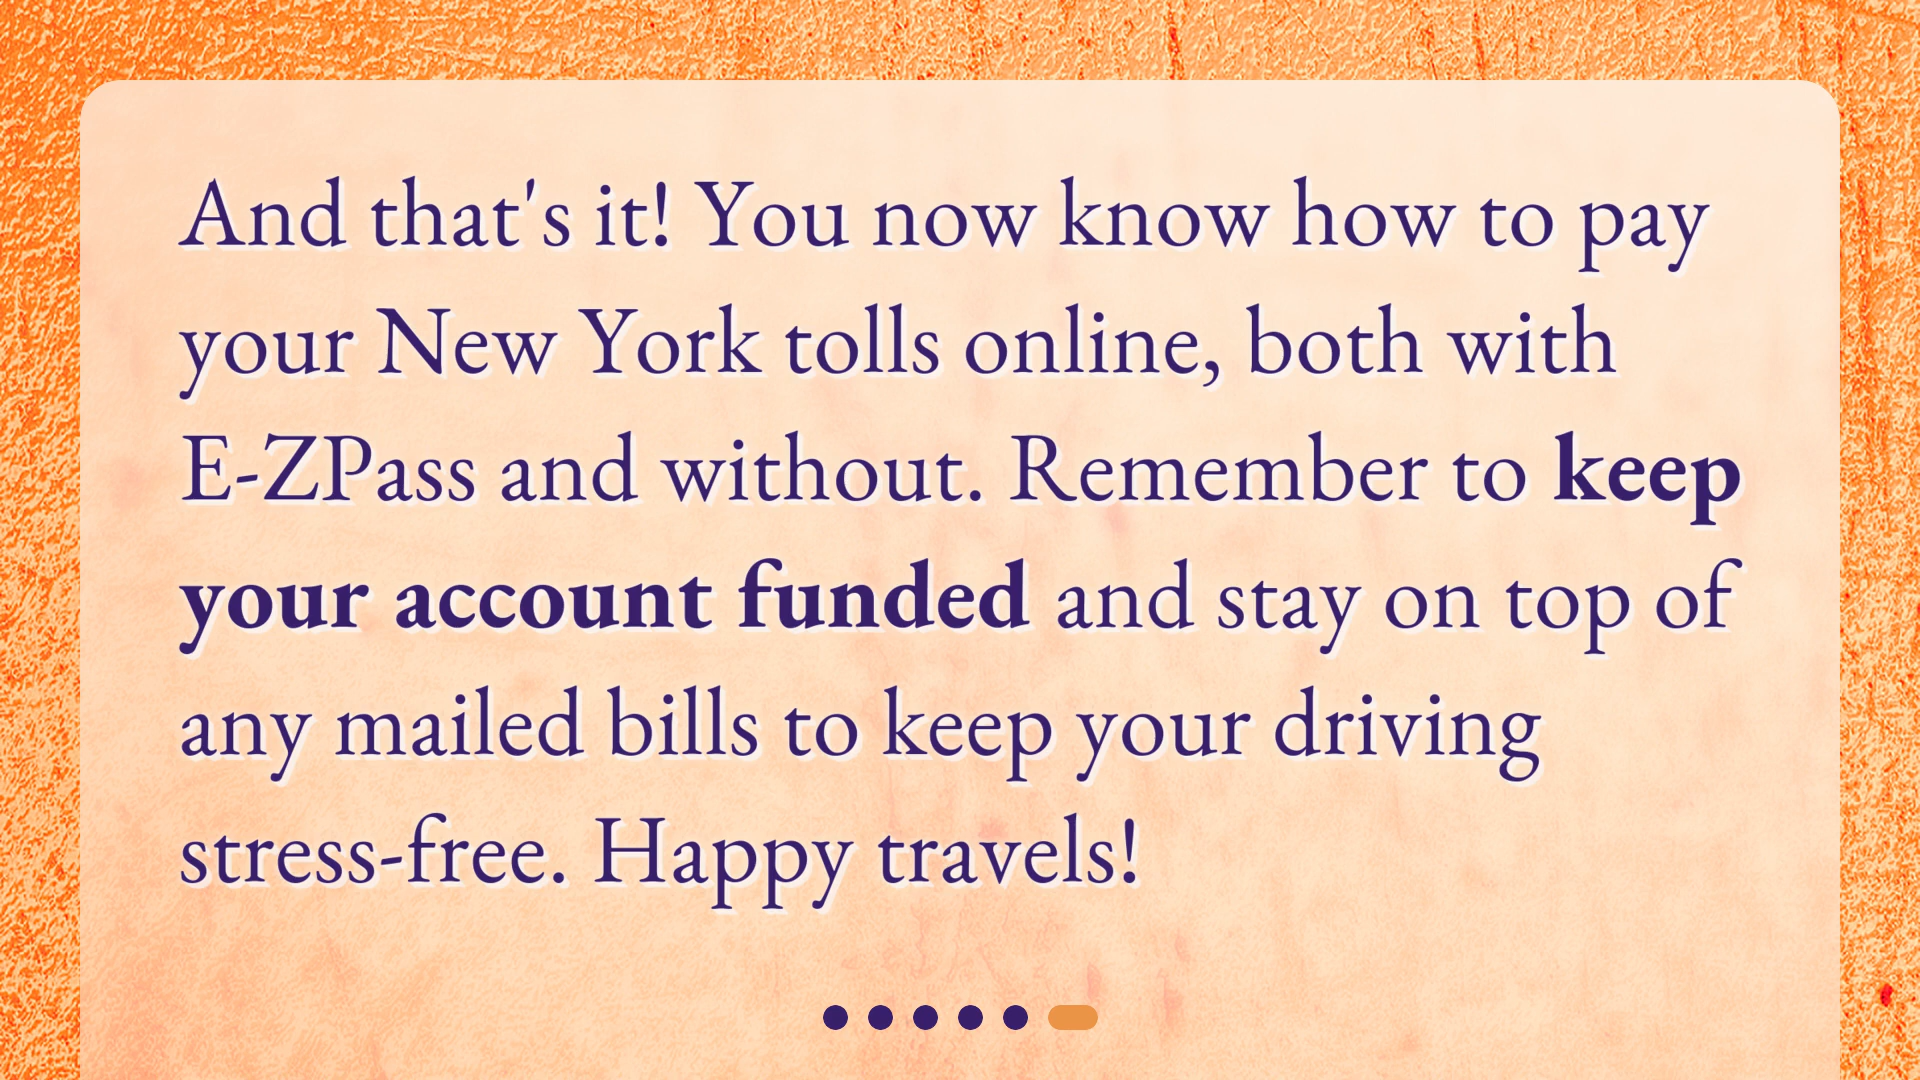 And that's it! You now know how to pay
your New York tolls online, both with
E-ZPass and without. Remember to keep
your account funded and stay on top of
any mailed bills to keep your driving
stress-free. Happy travels!